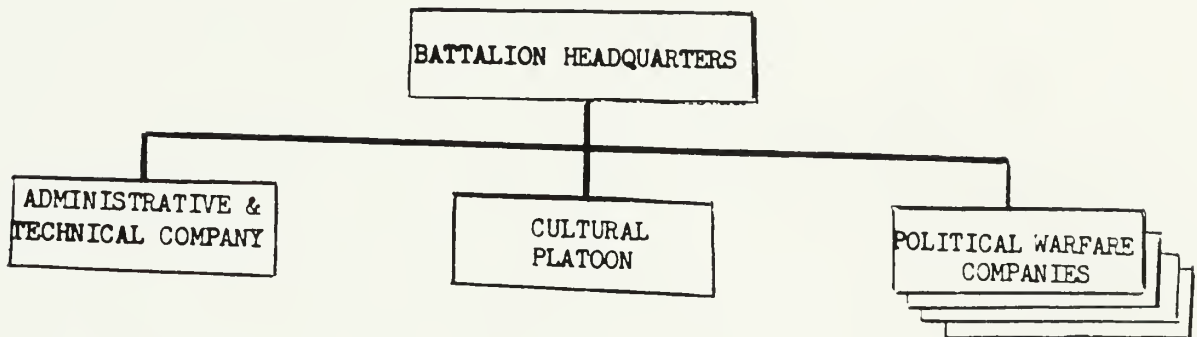 BATTALION HEADQUARTERS
ADMINISTRATIVE &
TECHNICAL COMPANY
CULTURAL
PLATOON
POLITICAL WARFARE
COMPANIES